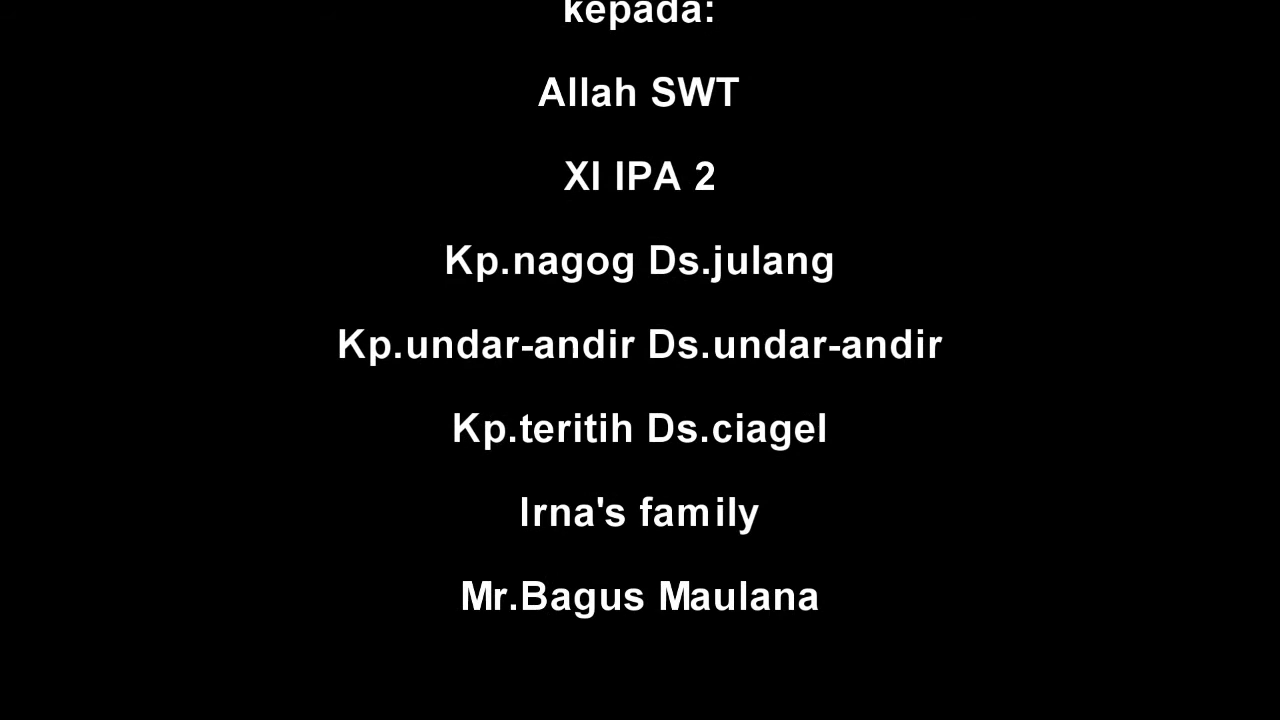 kepada:
Allah SWT
XI IPA 2
Kp.nagog Ds.julang
Kp.undar-andir Ds.undar-andir
Kp.teritih Ds.ciagel
Irna's family
Mr.Bagus Maulana